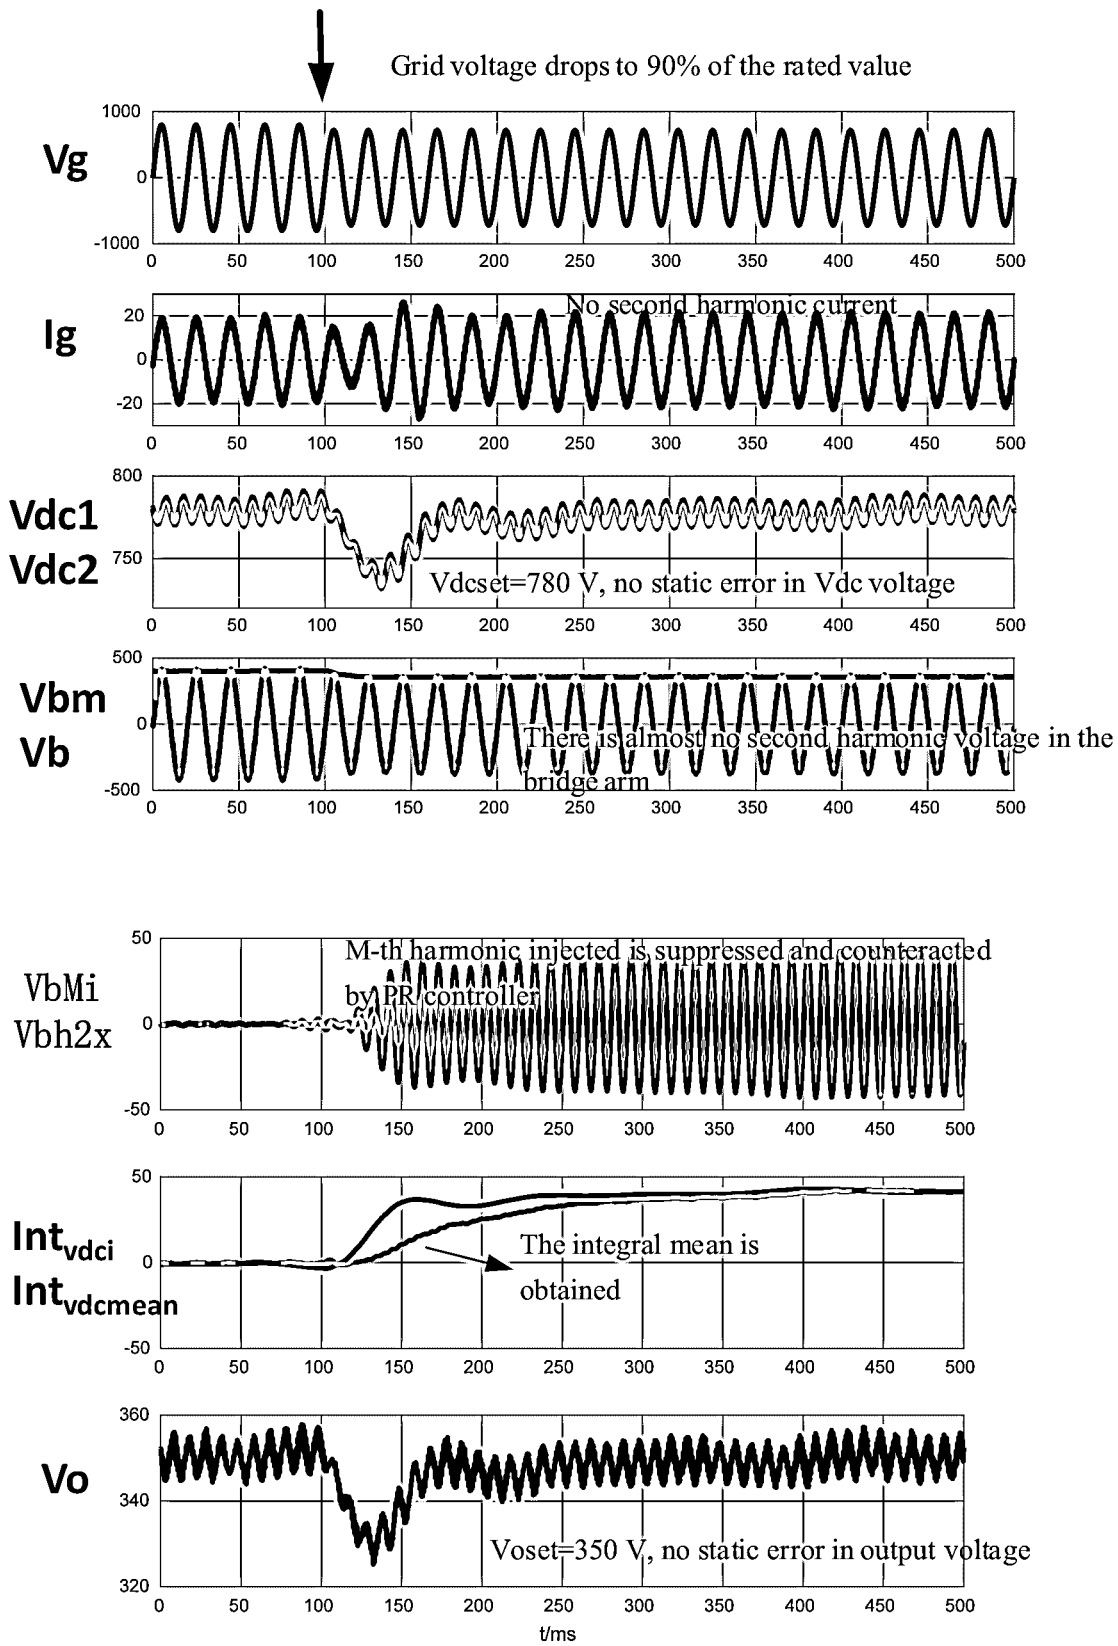 Grid voltage drops to 90% of the rated value
1000
Vg
0
-1000
0 50 100 150 200 250 300 350 400 450 500
No second harmonic current
20
Ig
0
-20
0 50 100 150 200 250 300 350 400 450 500
800
Vdc1
750
Vdc2
Vdcset=780 V, no static error in Vdc voltage
0 50 100 150 200 250 300 350 400 450 500
500
Vbm
0
Vb
There is almost no second harmonic voltage in the
bridge arm
-500
0 50 100 150 200 250 300 350 400 450 500
50
M-th harmonic injected is suppressed and counteracted
by PR controller
VbMi
0
Vbh2x
-50
0 50 100 150 200 250 300 350 400 450 500
50
Intvdci
0
Intvdcmean
The integral mean is
obtained
-50
0 50 100 150 200 250 300 350 400 450 500
360
Vo
340
Voset=350 V, no static error in output voltage
320
0 50 100 150 200 250 300 350 400 450 500
t/ms